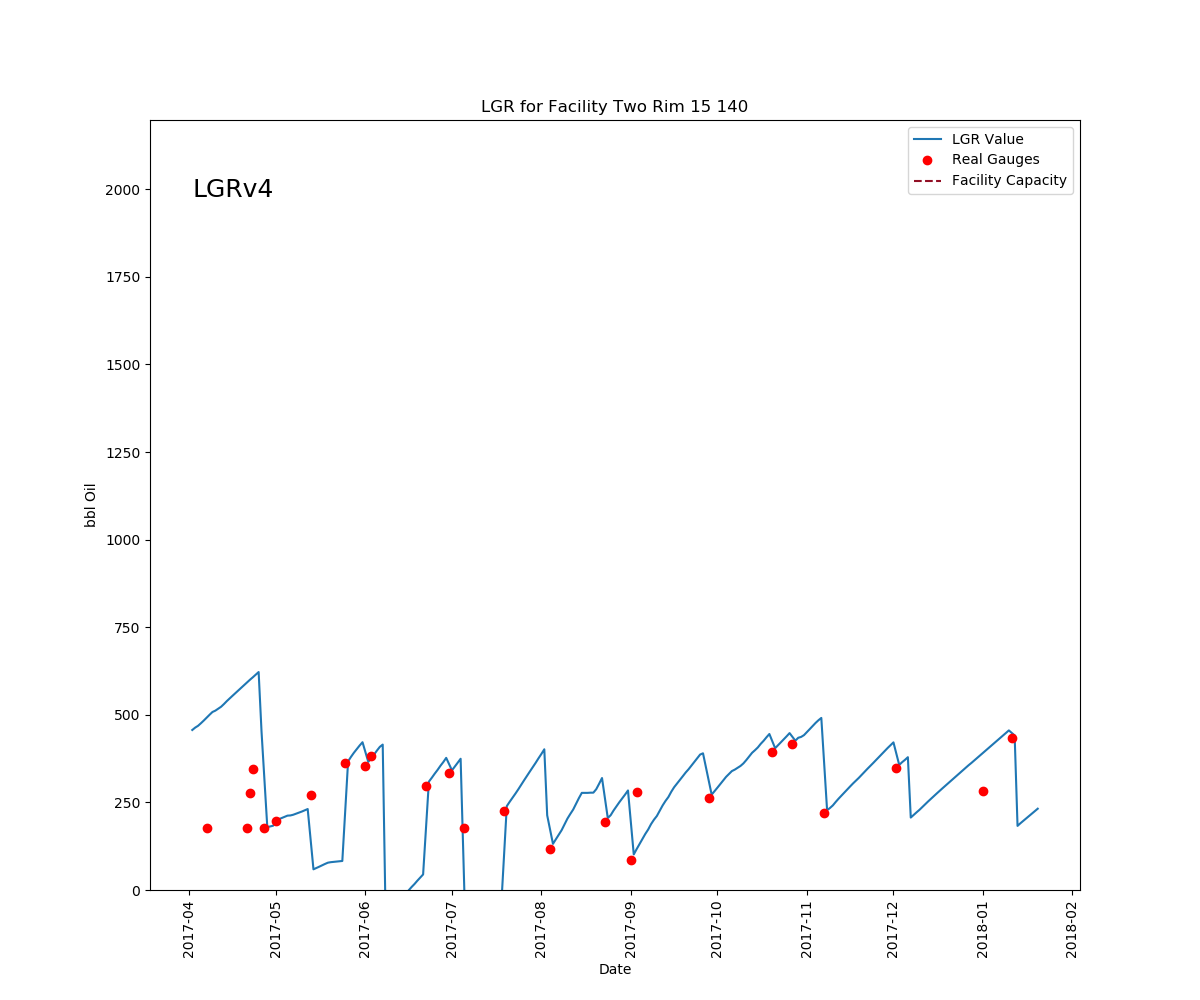 LGR for Facility Two Rim 15 140
LGRv4
LGR Value
Real Gauges
Facility Capacity
2000
1750
1500
1250
1000
750
500
250
0
bbl Oil
2017-04
2017-05
2017-06
2017-07
2017-08
2017-09
2017-10
2017-11
2017-12
2018-01
2018-02
Date